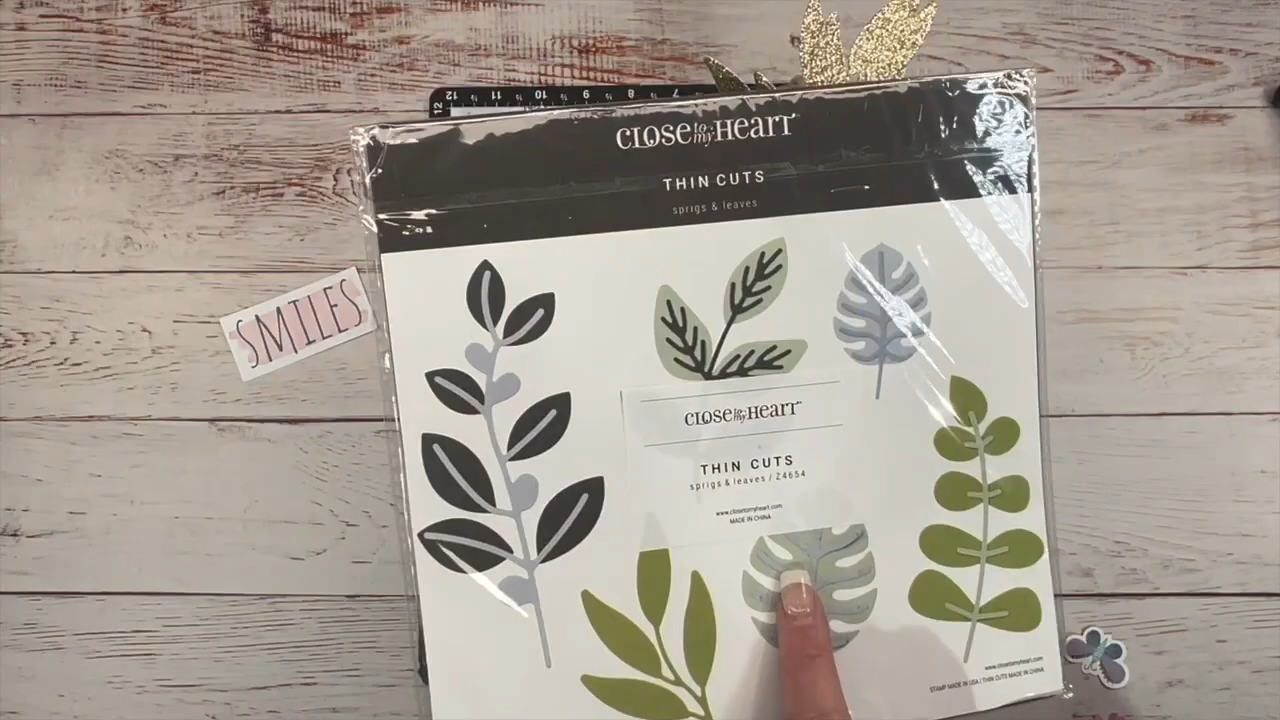 12 11 10 9 8 7
12
CLOSE to my HEART
THIN CUTS
sprigs & leaves
SMILES
CLOSE to my HEART
THIN CUTS
sprigs & leaves / Z4654
www.closetomyheart.com
MADE IN CHINA
www.closetomyheart.com
STAMP MADE IN USA / THIN CUTS MADE IN CHINA